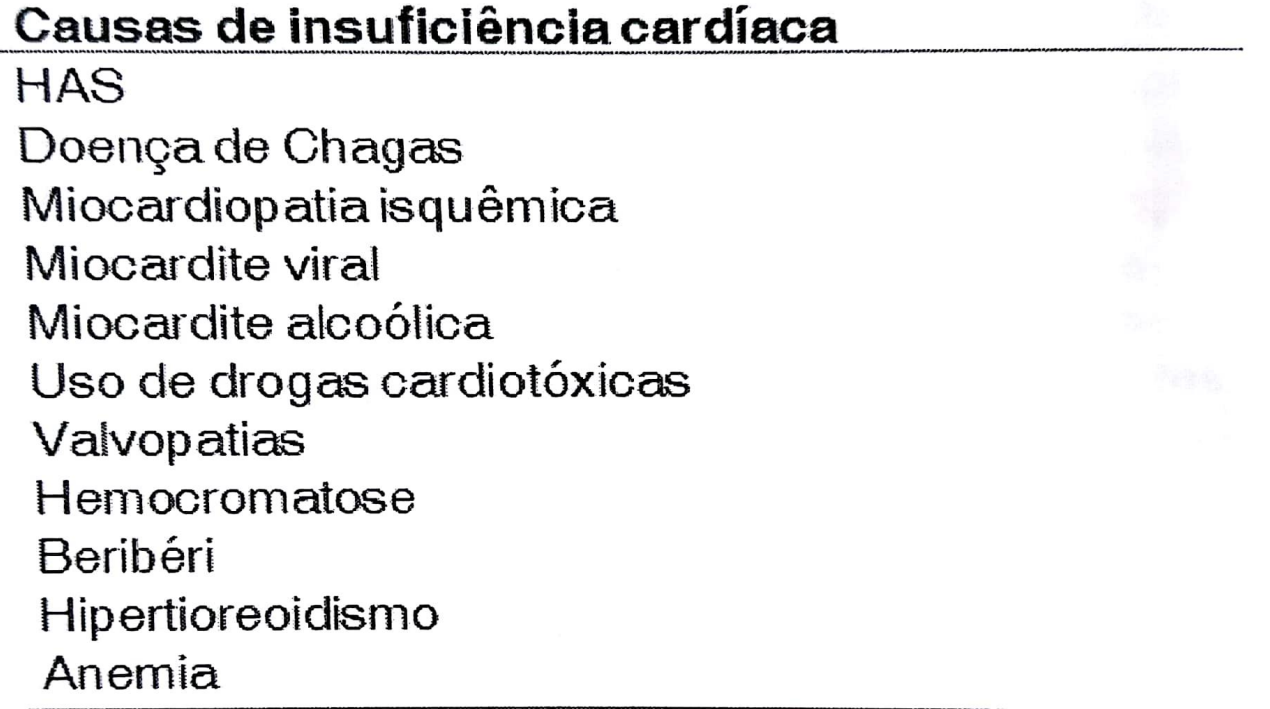 Causas de insuficiência cardíaca
HAS
Doença de Chagas
Miocardiopatia isquêmica
Miocardite viral
Miocardite alcoólica
Uso de drogas cardiotóxicas
Valvopatias
Hemocromatose
Beribéri
Hipertioreoidismo
Anemia